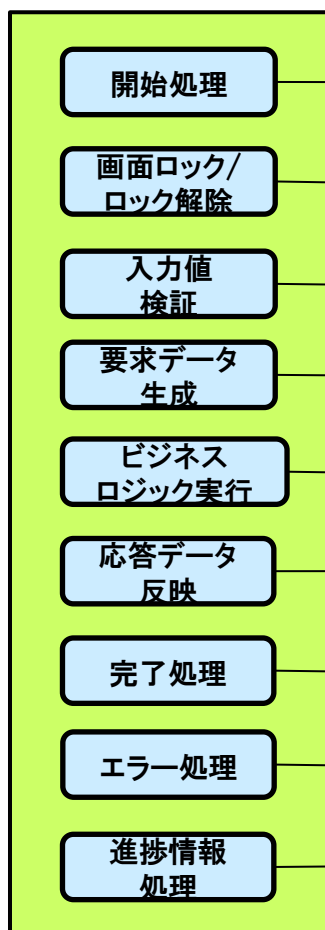 開始処理
画面ロック/
ロック解除
入力値
検証
要求データ
生成
ビジネス
ロジック実行
応答データ
反映
完了処理
エラー処理
進捗情報
処理